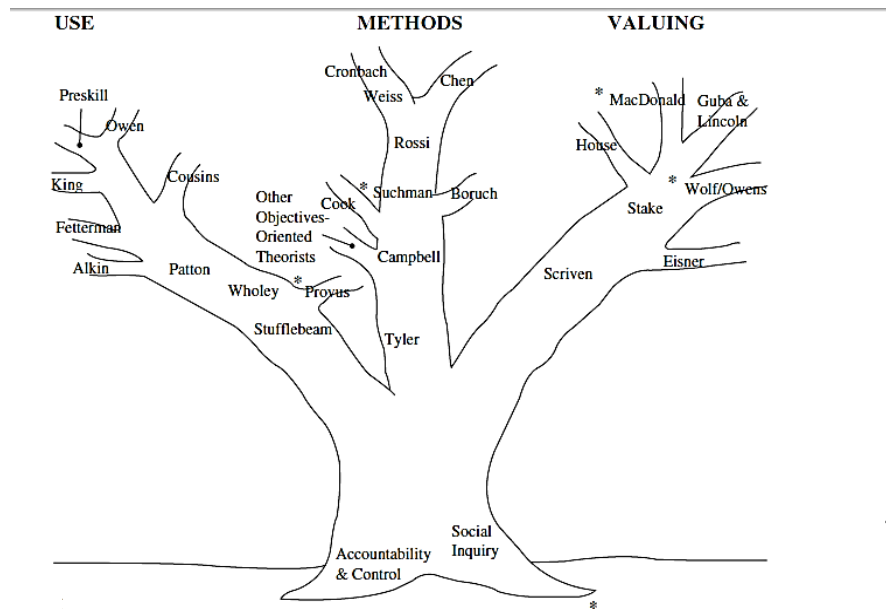 USE METHODS VALUING
Cronbach
Chen
Weiss
Preskill
Owen
* MacDonald
Guba &
Lincoln
Rossi
House
Cousins
King
Other
Objectives-
Oriented
Theorists
* Suchman
Cook
Boruch
* Wolf/Owens
Stake
Fetterman
Campbell
Eisner
Alkin
Patton
Scriven
Wholey
* Provus
Stufflebeam
Tyler
Social
Inquiry
Accountability
& Control
*